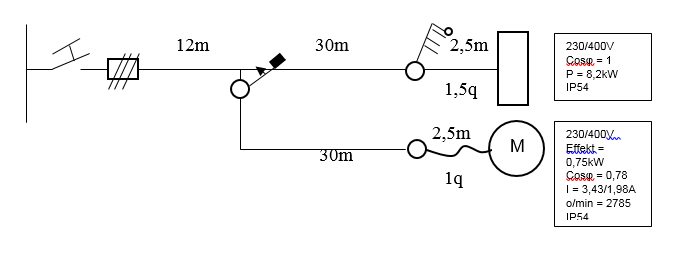 12m
30m
2,5m
1,5q
230/400V
Cosφ = 1
P = 8,2kW
IP54
30m
2,5m
1q
M
230/400V
Effekt =
0,75kW
Cosφ = 0,78
I = 3,43/1,98A
o/min = 2785
IP54